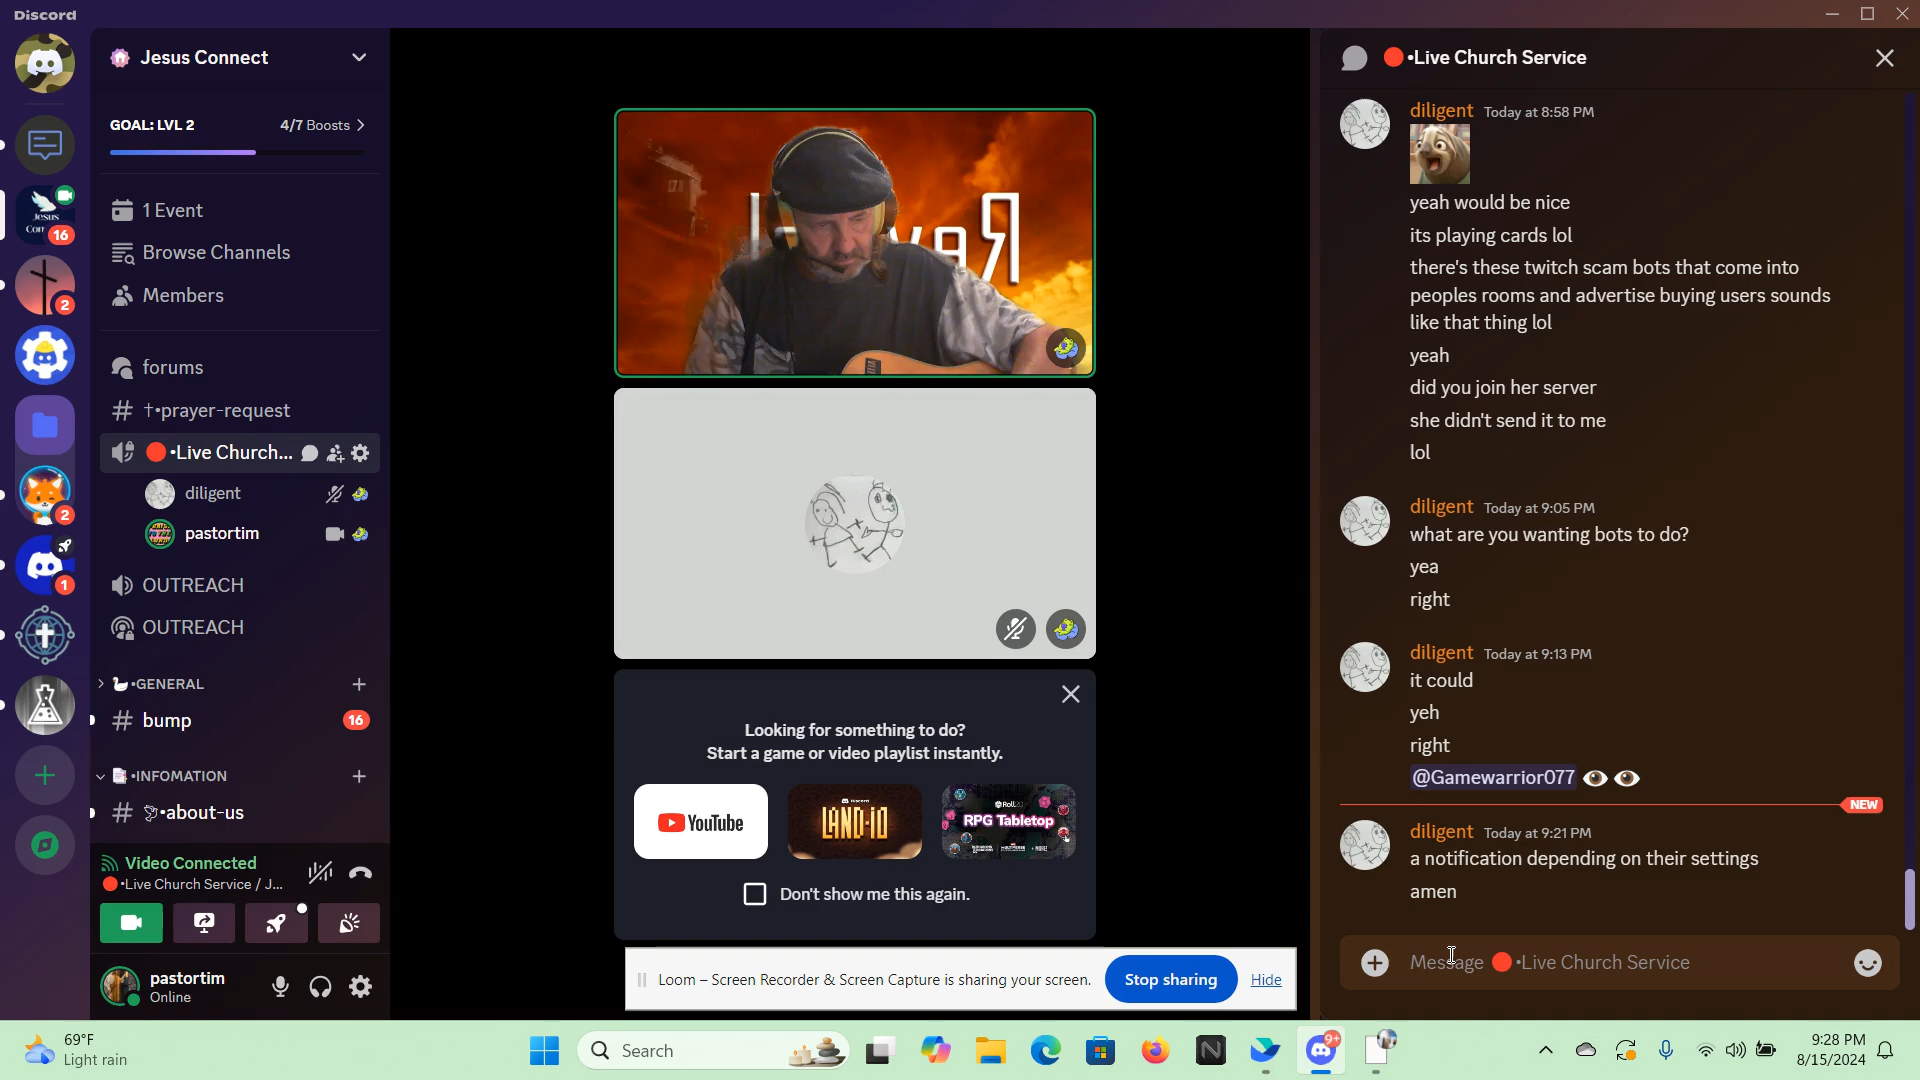 Discord
Jesus Connect
GOAL: LVL 2
4/7 Boosts
1 Event
Browse Channels
Members
forums
†•prayer-request
•Live Church...
diligent
pastortim
OUTREACH
OUTREACH
•GENERAL
bump
16
•INFOMATION
•about-us
Video Connected
•Live Church Service / J...
pastortim
Online
Jesus
16
2
2
1
Looking for something to do?
Start a game or video playlist instantly.
YouTube
LAND-IO
Roll20
RPG Tabletop
Don't show me this again.
Loom – Screen Recorder & Screen Capture is sharing your screen.
Stop sharing
Hide
•Live Church Service
diligent Today at 8:58 PM
yeah would be nice
its playing cards lol
there's these twitch scam bots that come into
peoples rooms and advertise buying users sounds
like that thing lol
yeah
did you join her server
she didn't send it to me
lol
diligent Today at 9:05 PM
what are you wanting bots to do?
yea
right
diligent Today at 9:13 PM
it could
yeh
right
@Gamewarrior077
NEW
diligent Today at 9:21 PM
a notification depending on their settings
amen
Message •Live Church Service
69°F
Light rain
Search
9+
9:28 PM
8/15/2024